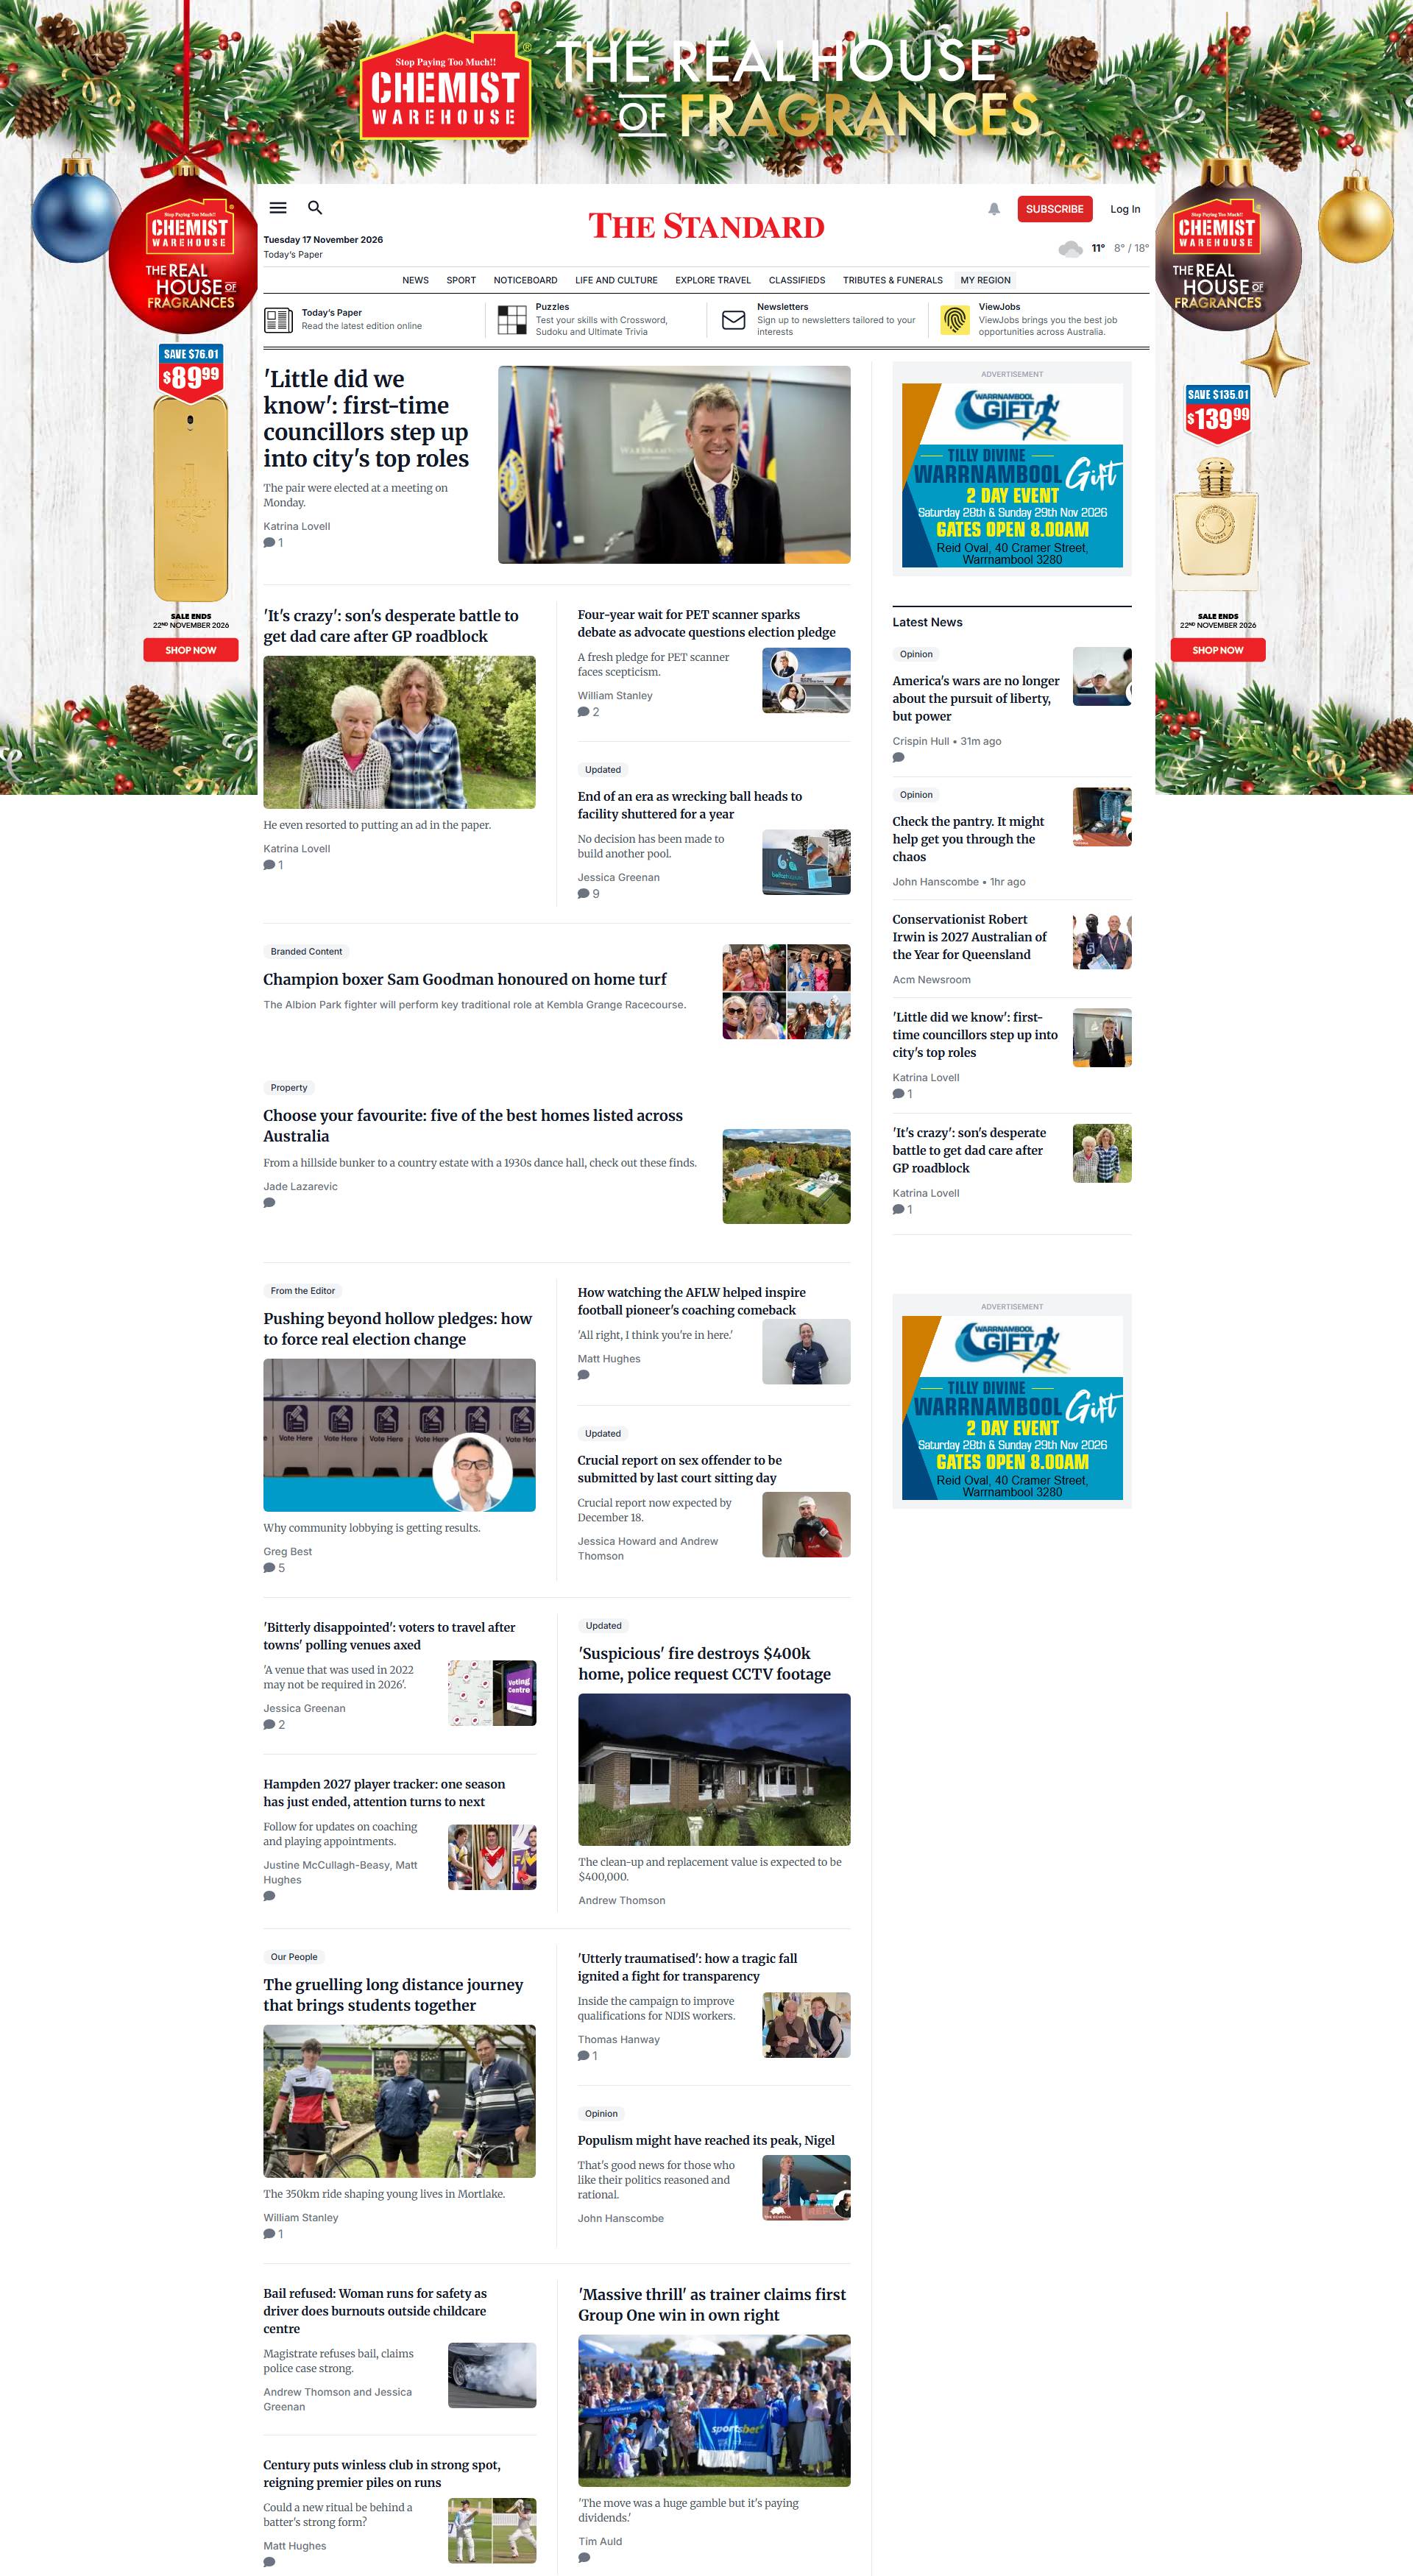 Stop Paying Too Much!!
CHEMIST
WAREHOUSE
THE REAL HOUSE
OF FRAGRANCES
Stop Paying Too Much!!
CHEMIST
WAREHOUSE
THE REAL
HOUSE OF
FRAGRANCES
SAVE $76.01
$89.99
SALE ENDS
22ND NOVEMBER 2026
SHOP NOW
Stop Paying Too Much!!
CHEMIST
WAREHOUSE
THE REAL
HOUSE OF
FRAGRANCES
SAVE $135.01
$139.99
SALE ENDS
22ND NOVEMBER 2026
SHOP NOW
THE STANDARD
SUBSCRIBE
Log In
Tuesday 17 November 2026
Today's Paper
11° 8° / 18°
NEWS SPORT NOTICEBOARD LIFE AND CULTURE EXPLORE TRAVEL CLASSIFIEDS TRIBUTES & FUNERALS MY REGION
Today's Paper
Read the latest edition online
Puzzles
Test your skills with Crossword,
Sudoku and Ultimate Trivia
Newsletters
Sign up to newsletters tailored to your
interests
ViewJobs
ViewJobs brings you the best job
opportunities across Australia.
'Little did we
know': first-time
councillors step up
into city's top roles
The pair were elected at a meeting on
Monday.
Katrina Lovell
1
'It's crazy': son's desperate battle to
get dad care after GP roadblock
He even resorted to putting an ad in the paper.
Katrina Lovell
1
Four-year wait for PET scanner sparks
debate as advocate questions election pledge
A fresh pledge for PET scanner
faces scepticism.
William Stanley
2
Updated
End of an era as wrecking ball heads to
facility shuttered for a year
No decision has been made to
build another pool.
Jessica Greenan
9
Branded Content
Champion boxer Sam Goodman honoured on home turf
The Albion Park fighter will perform key traditional role at Kembla Grange Racecourse.
Property
Choose your favourite: five of the best homes listed across
Australia
From a hillside bunker to a country estate with a 1930s dance hall, check out these finds.
Jade Lazarevic
From the Editor
Pushing beyond hollow pledges: how
to force real election change
Vote Here Vote Here Vote Here Vote Here
Why community lobbying is getting results.
Greg Best
5
How watching the AFLW helped inspire
football pioneer's coaching comeback
'All right, I think you're in here.'
Matt Hughes
Updated
Crucial report on sex offender to be
submitted by last court sitting day
Crucial report now expected by
December 18.
Jessica Howard and Andrew
Thomson
'Bitterly disappointed': voters to travel after
towns' polling venues axed
'A venue that was used in 2022
may not be required in 2026'.
Voting
Centre
Jessica Greenan
2
Hampden 2027 player tracker: one season
has just ended, attention turns to next
Follow for updates on coaching
and playing appointments.
Justine McCullagh-Beasy, Matt
Hughes
Updated
'Suspicious' fire destroys $400k
home, police request CCTV footage
The clean-up and replacement value is expected to be
$400,000.
Andrew Thomson
Our People
The gruelling long distance journey
that brings students together
The 350km ride shaping young lives in Mortlake.
William Stanley
1
'Utterly traumatised': how a tragic fall
ignited a fight for transparency
Inside the campaign to improve
qualifications for NDIS workers.
Thomas Hanway
1
Opinion
Populism might have reached its peak, Nigel
That's good news for those who
like their politics reasoned and
rational.
John Hanscombe
Bail refused: Woman runs for safety as
driver does burnouts outside childcare
centre
Magistrate refuses bail, claims
police case strong.
Andrew Thomson and Jessica
Greenan
Century puts winless club in strong spot,
reigning premier piles on runs
Could a new ritual be behind a
batter's strong form?
Matt Hughes
'Massive thrill' as trainer claims first
Group One win in own right
sportsbet
'The move was a huge gamble but it's paying
dividends.'
Tim Auld
ADVERTISEMENT
WARRNAMBOOL
GIFT
TILLY DIVINE
WARRNAMBOOL Gift
2 DAY EVENT
Saturday 28th & Sunday 29th Nov 2026
GATES OPEN 8.00AM
Reid Oval, 40 Cramer Street,
Warrnambool 3280
Latest News
Opinion
America's wars are no longer
about the pursuit of liberty,
but power
Crispin Hull • 31m ago
Opinion
Check the pantry. It might
help get you through the
chaos
John Hanscombe • 1hr ago
Conservationist Robert
Irwin is 2027 Australian of
the Year for Queensland
Acm Newsroom
'Little did we know': first-
time councillors step up into
city's top roles
Katrina Lovell
1
'It's crazy': son's desperate
battle to get dad care after
GP roadblock
Katrina Lovell
1
ADVERTISEMENT
WARRNAMBOOL
GIFT
TILLY DIVINE
WARRNAMBOOL Gift
2 DAY EVENT
Saturday 28th & Sunday 29th Nov 2026
GATES OPEN 8.00AM
Reid Oval, 40 Cramer Street,
Warrnambool 3280